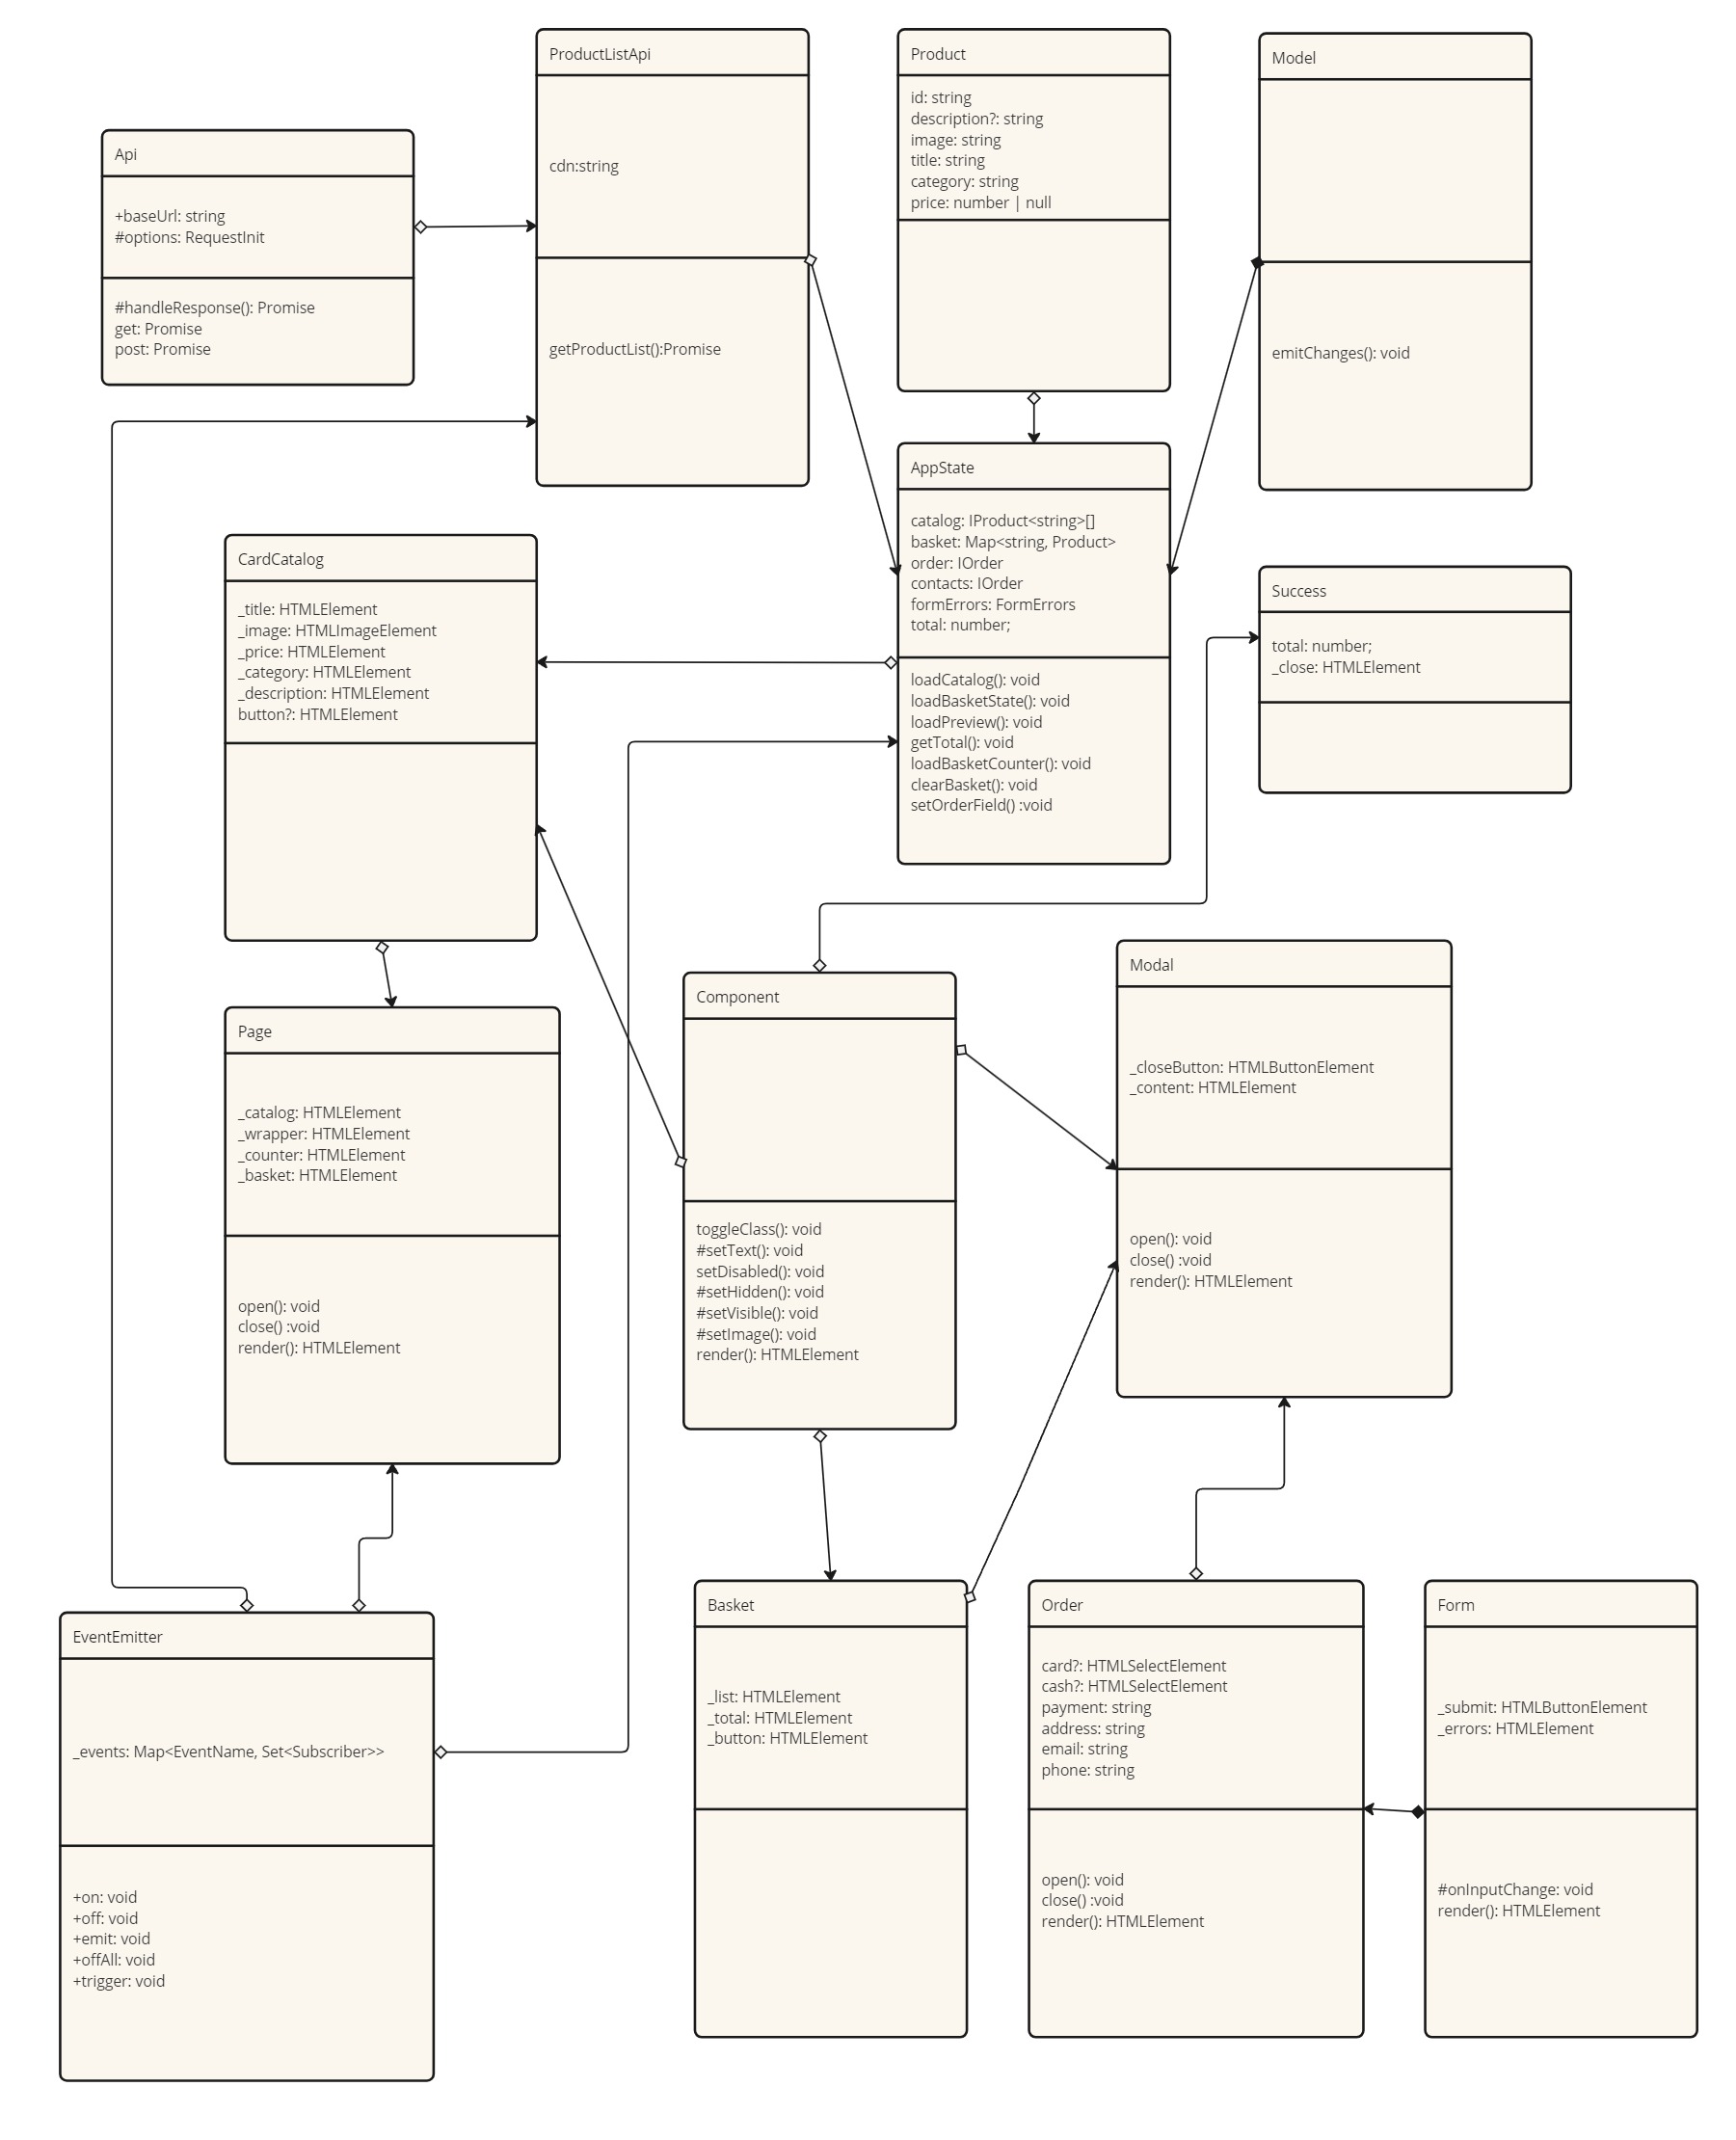 ProductListApi
cdn:string
getProductList():Promise
Product
id: string
description?: string
image: string
title: string
category: string
price: number | null
Model
emitChanges(): void
Api
+baseUrl: string
#options: RequestInit
#handleResponse(): Promise
get: Promise
post: Promise
AppState
catalog: IProduct<string>[]
basket: Map<string, Product>
order: IOrder
contacts: IOrder
formErrors: FormErrors
total: number;
loadCatalog(): void
loadBasketState(): void
loadPreview(): void
getTotal(): void
loadBasketCounter(): void
clearBasket(): void
setOrderField() :void
CardCatalog
_title: HTMLElement
_image: HTMLImageElement
_price: HTMLElement
_category: HTMLElement
_description: HTMLElement
button?: HTMLElement
Success
total: number;
_close: HTMLElement
Page
_catalog: HTMLElement
_wrapper: HTMLElement
_counter: HTMLElement
_basket: HTMLElement
open(): void
close() :void
render(): HTMLElement
Component
toggleClass(): void
#setText(): void
setDisabled(): void
#setHidden(): void
#setVisible(): void
#setImage(): void
render(): HTMLElement
Modal
_closeButton: HTMLButtonElement
_content: HTMLElement
open(): void
close() :void
render(): HTMLElement
EventEmitter
_events: Map<EventName, Set<Subscriber>>
+on: void
+off: void
+emit: void
+offAll: void
+trigger: void
Basket
_list: HTMLElement
_total: HTMLElement
_button: HTMLElement
Order
card?: HTMLSelectElement
cash?: HTMLSelectElement
payment: string
address: string
email: string
phone: string
open(): void
close() :void
render(): HTMLElement
Form
_submit: HTMLButtonElement
_errors: HTMLElement
#onInputChange: void
render(): HTMLElement